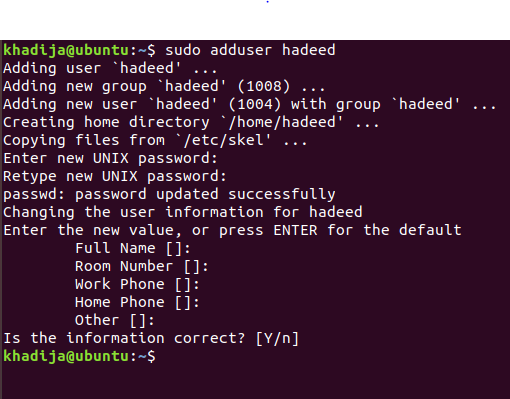 khadija@ubuntu:~$ sudo adduser hadeed
Adding user `hadeed' ...
Adding new group `hadeed' (1008) ...
Adding new user `hadeed' (1004) with group `hadeed' ...
Creating home directory `/home/hadeed' ...
Copying files from `/etc/skel' ...
Enter new UNIX password:
Retype new UNIX password:
passwd: password updated successfully
Changing the user information for hadeed
Enter the new value, or press ENTER for the default
        Full Name []:
        Room Number []:
        Work Phone []:
        Home Phone []:
        Other []:
Is the information correct? [Y/n]
khadija@ubuntu:~$